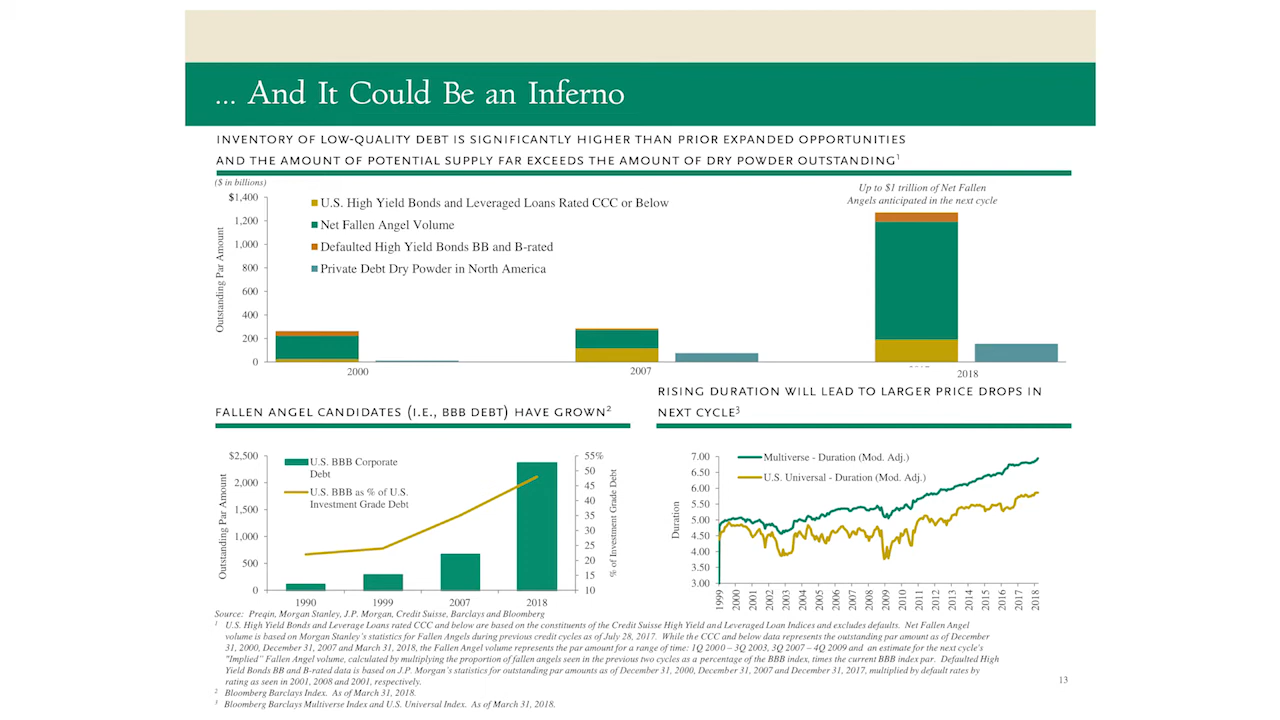 ... And It Could Be an Inferno
INVENTORY OF LOW-QUALITY DEBT IS SIGNIFICANTLY HIGHER THAN PRIOR EXPANDED OPPORTUNITIES
AND THE AMOUNT OF POTENTIAL SUPPLY FAR EXCEEDS THE AMOUNT OF DRY POWDER OUTSTANDING1
($ in billions)
Up to $1 trillion of Net Fallen
Angels anticipated in the next cycle
U.S. High Yield Bonds and Leveraged Loans Rated CCC or Below
Net Fallen Angel Volume
Defaulted High Yield Bonds BB and B-rated
Private Debt Dry Powder in North America
Outstanding Par Amount
$1,400
1,200
1,000
800
600
400
200
0
2000
2007
2018
FALLEN ANGEL CANDIDATES (I.E., BBB DEBT) HAVE GROWN2
U.S. BBB Corporate
Debt
U.S. BBB as % of U.S.
Investment Grade Debt
Outstanding Par Amount
$2,500
2,000
1,500
1,000
500
0
55%
50
45
40
35
30
25
20
15
10
% of Investment Grade Debt
1990
1999
2007
2018
RISING DURATION WILL LEAD TO LARGER PRICE DROPS IN
NEXT CYCLE3
Multiverse - Duration (Mod. Adj.)
U.S. Universal - Duration (Mod. Adj.)
Duration
7.00
6.50
6.00
5.50
5.00
4.50
4.00
3.50
3.00
1999
2000
2001
2002
2003
2004
2005
2006
2007
2008
2009
2010
2011
2012
2013
2014
2015
2016
2017
2018
Source: Preqin, Morgan Stanley, J.P. Morgan, Credit Suisse, Barclays and Bloomberg
1 U.S. High Yield Bonds and Leverage Loans rated CCC and below are based on the constituents of the Credit Suisse High Yield and Leveraged Loan Indices and excludes defaults. Net Fallen Angel
volume is based on Morgan Stanley's statistics for Fallen Angels during previous credit cycles as of July 28, 2017. While the CCC and below data represents the outstanding par amount as of December
31, 2000, December 31, 2007 and March 31, 2018, the Fallen Angel volume represents the par amount for a range of time: 1Q 2000 – 3Q 2003, 3Q 2007 – 4Q 2009 and an estimate for the next cycle's
"Implied" Fallen Angel volume, calculated by multiplying the proportion of fallen angels seen in the previous two cycles as a percentage of the BBB index, times the current BBB index par. Defaulted High
Yield Bonds BB and B-rated data is based on J.P. Morgan's statistics for outstanding par amounts as of December 31, 2000, December 31, 2007 and December 31, 2017, multiplied by default rates by
rating as seen in 2001, 2008 and 2001, respectively.
2 Bloomberg Barclays Index. As of March 31, 2018.
3 Bloomberg Barclays Multiverse Index and U.S. Universal Index. As of March 31, 2018.
13